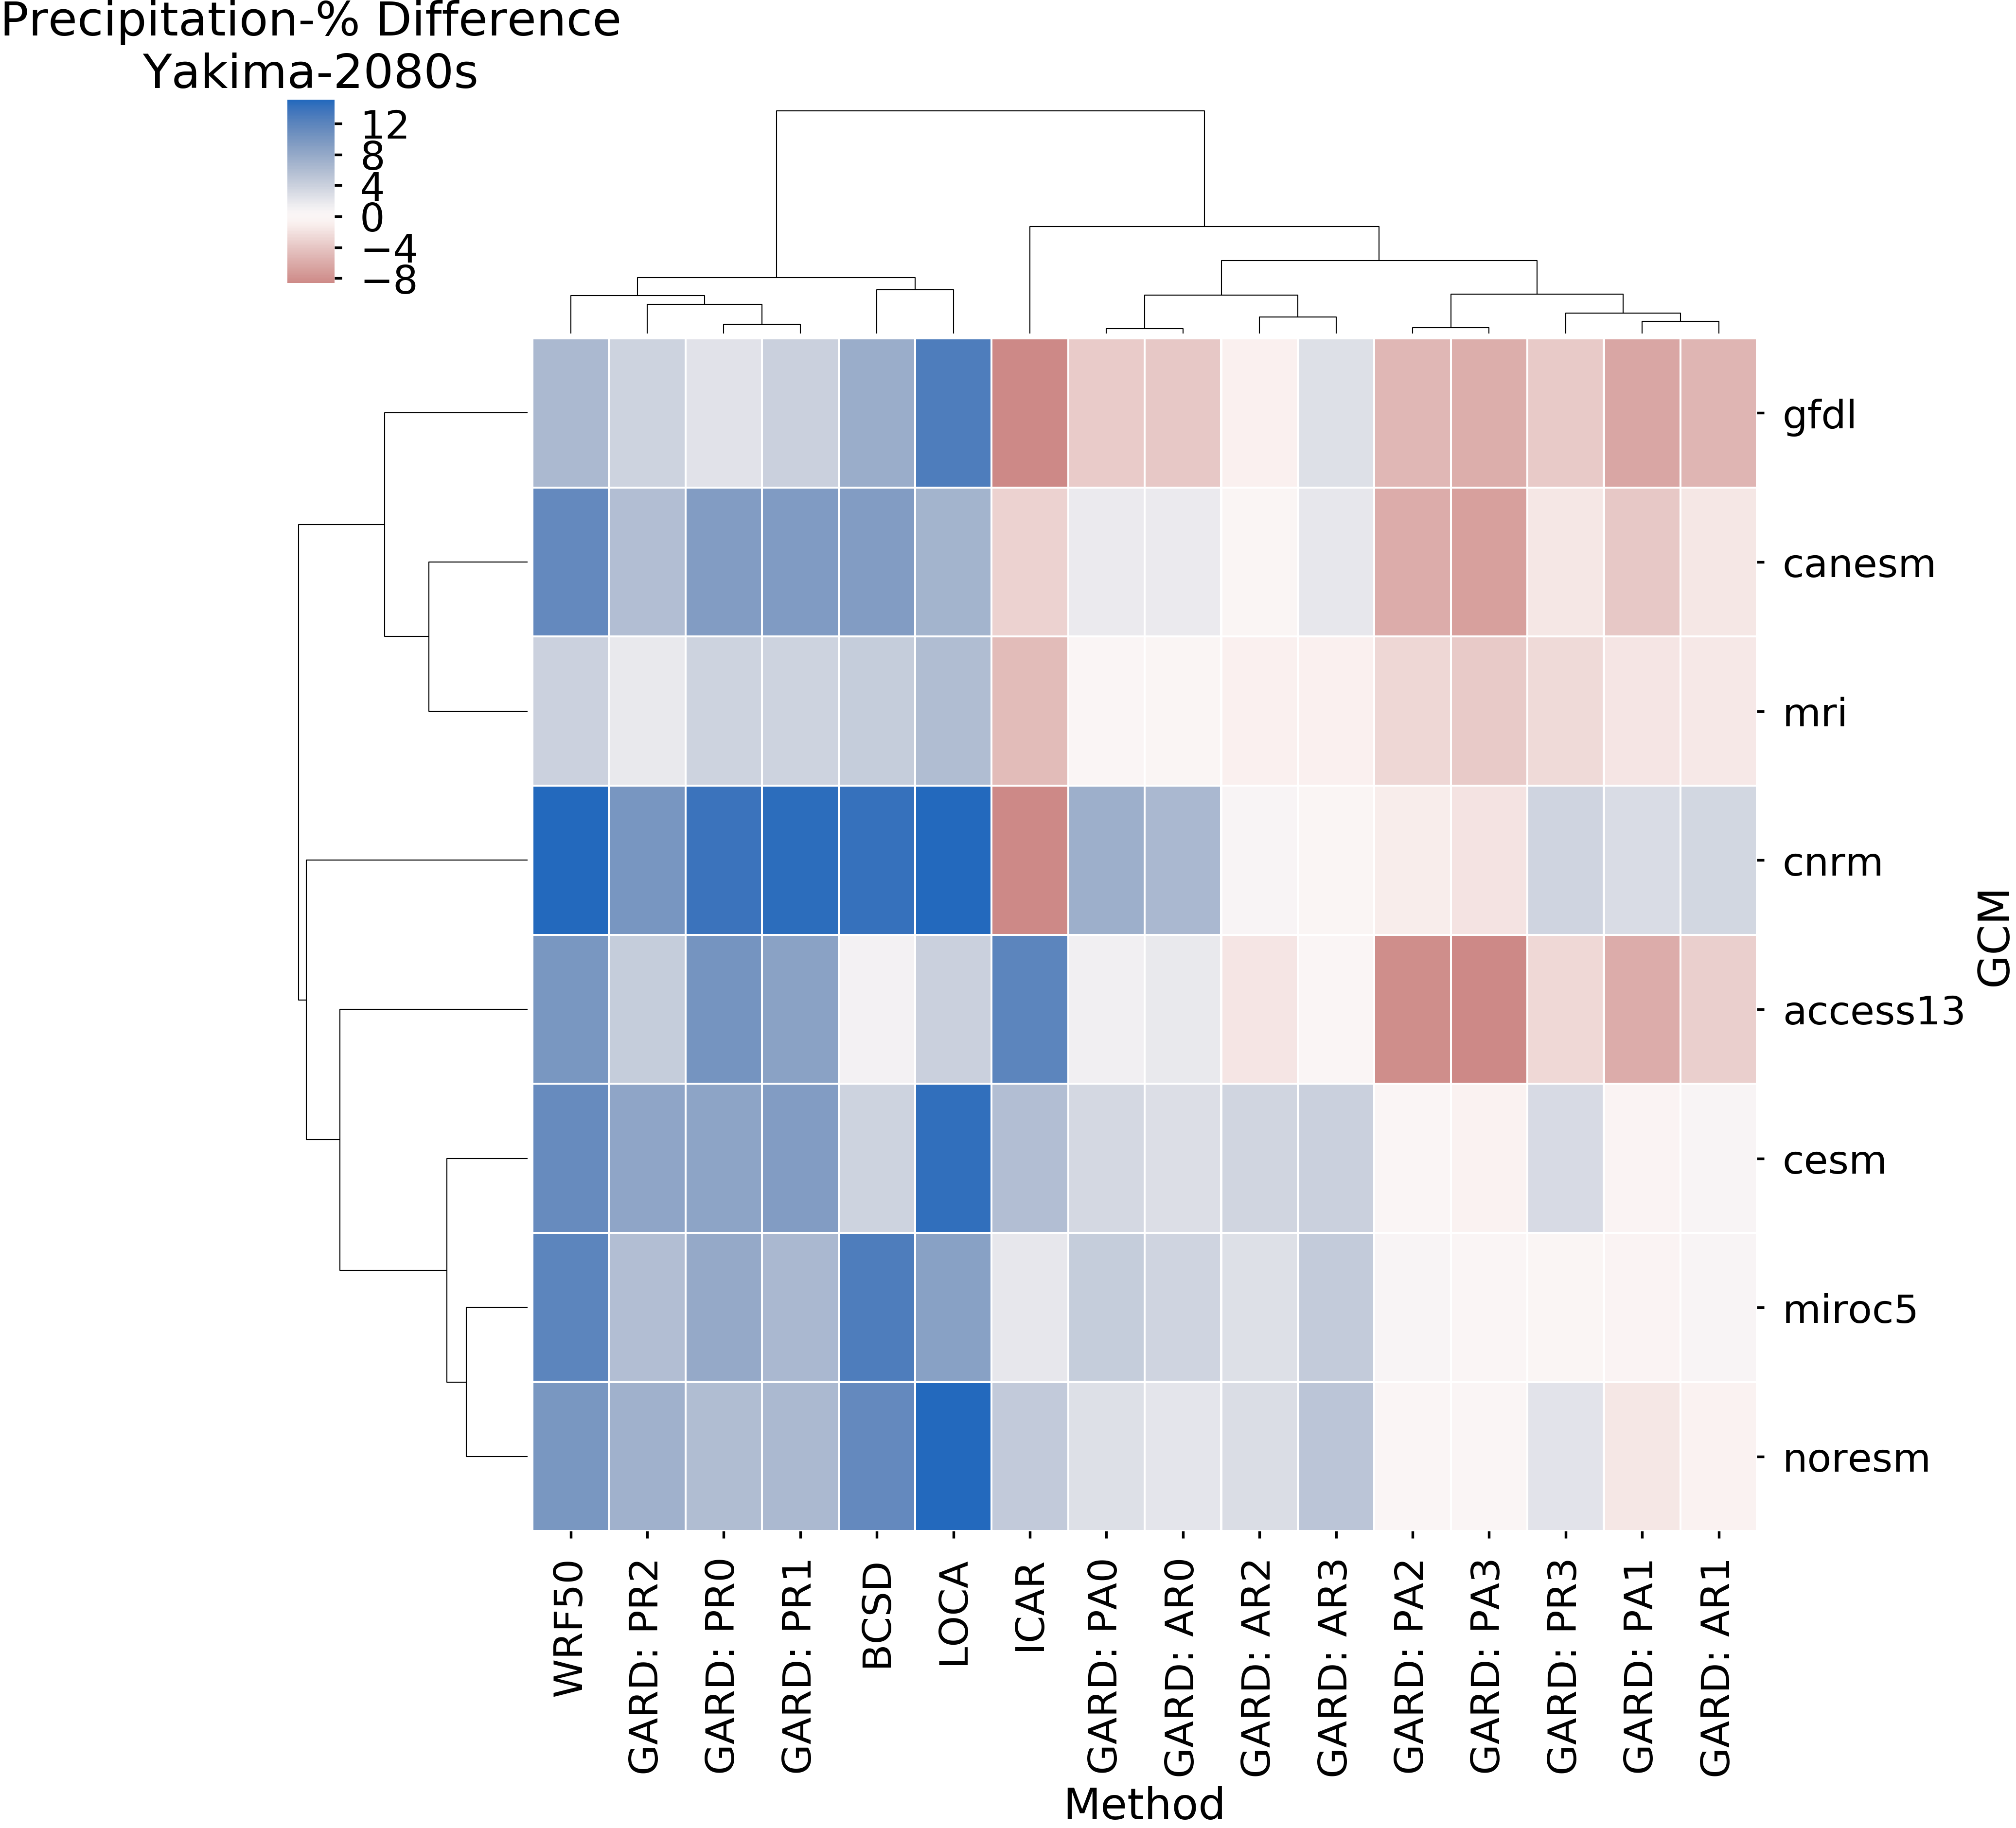 Precipitation-% Difference
Yakima-2080s
12
8
4
0
−4
−8
gfdl
canesm
mri
cnrm
access13
cesm
miroc5
noresm
GCM
WRF50
GARD: PR2
GARD: PR0
GARD: PR1
BCSD
LOCA
ICAR
GARD: PA0
GARD: AR0
GARD: AR2
GARD: AR3
GARD: PA2
GARD: PA3
GARD: PR3
GARD: PA1
GARD: AR1
Method